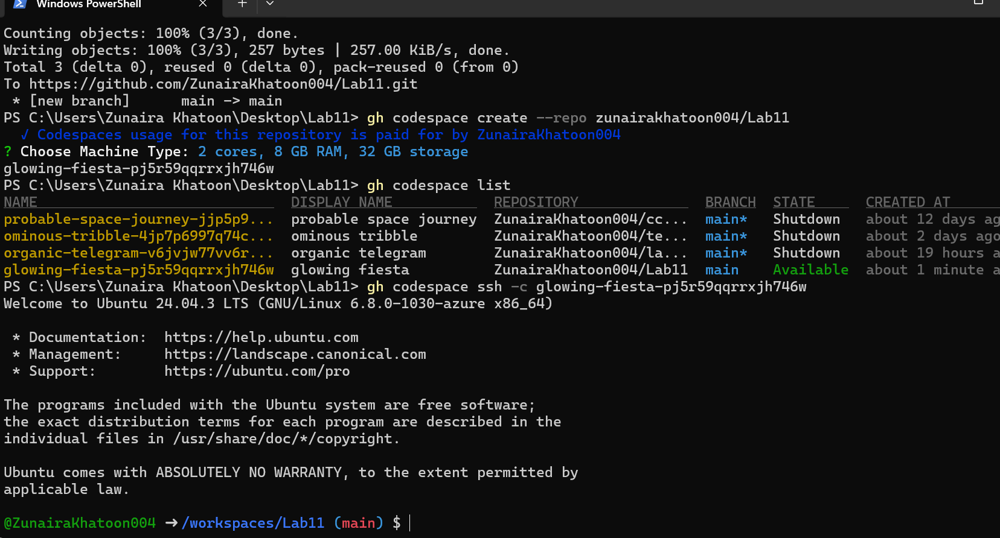 Windows PowerShell
Counting objects: 100% (3/3), done.
Writing objects: 100% (3/3), 257 bytes | 257.00 KiB/s, done.
Total 3 (delta 0), reused 0 (delta 0), pack-reused 0 (from 0)
To https://github.com/ZunairaKhatoon004/Lab11.git
 * [new branch]      main -> main
PS C:\Users\Zunaira Khatoon\Desktop\Lab11> gh codespace create --repo zunairakhatoon004/Lab11
  ✓ Codespaces usage for this repository is paid for by ZunairaKhatoon004
? Choose Machine Type: 2 cores, 8 GB RAM, 32 GB storage
glowing-fiesta-pj5r59qqrrxjh746w
PS C:\Users\Zunaira Khatoon\Desktop\Lab11> gh codespace list
NAME  DISPLAY NAME  REPOSITORY  BRANCH  STATE  CREATED AT
probable-space-journey-jjp5p9...  probable space journey  ZunairaKhatoon004/cc...  main*  Shutdown  about 12 days ag
ominous-tribble-4jp7p6997q74c...  ominous tribble  ZunairaKhatoon004/te...  main*  Shutdown  about 2 days ago
organic-telegram-v6jvjw77vv6r...  organic telegram  ZunairaKhatoon004/la...  main*  Shutdown  about 19 hours a
glowing-fiesta-pj5r59qqrrxjh746w  glowing fiesta  ZunairaKhatoon004/Lab11  main  Available  about 1 minute a
PS C:\Users\Zunaira Khatoon\Desktop\Lab11> gh codespace ssh -c glowing-fiesta-pj5r59qqrrxjh746w
Welcome to Ubuntu 24.04.3 LTS (GNU/Linux 6.8.0-1030-azure x86_64)
 * Documentation:  https://help.ubuntu.com
 * Management:     https://landscape.canonical.com
 * Support:        https://ubuntu.com/pro
The programs included with the Ubuntu system are free software;
the exact distribution terms for each program are described in the
individual files in /usr/share/doc/*/copyright.
Ubuntu comes with ABSOLUTELY NO WARRANTY, to the extent permitted by
applicable law.
@ZunairaKhatoon004 ➜ /workspaces/Lab11 (main) $